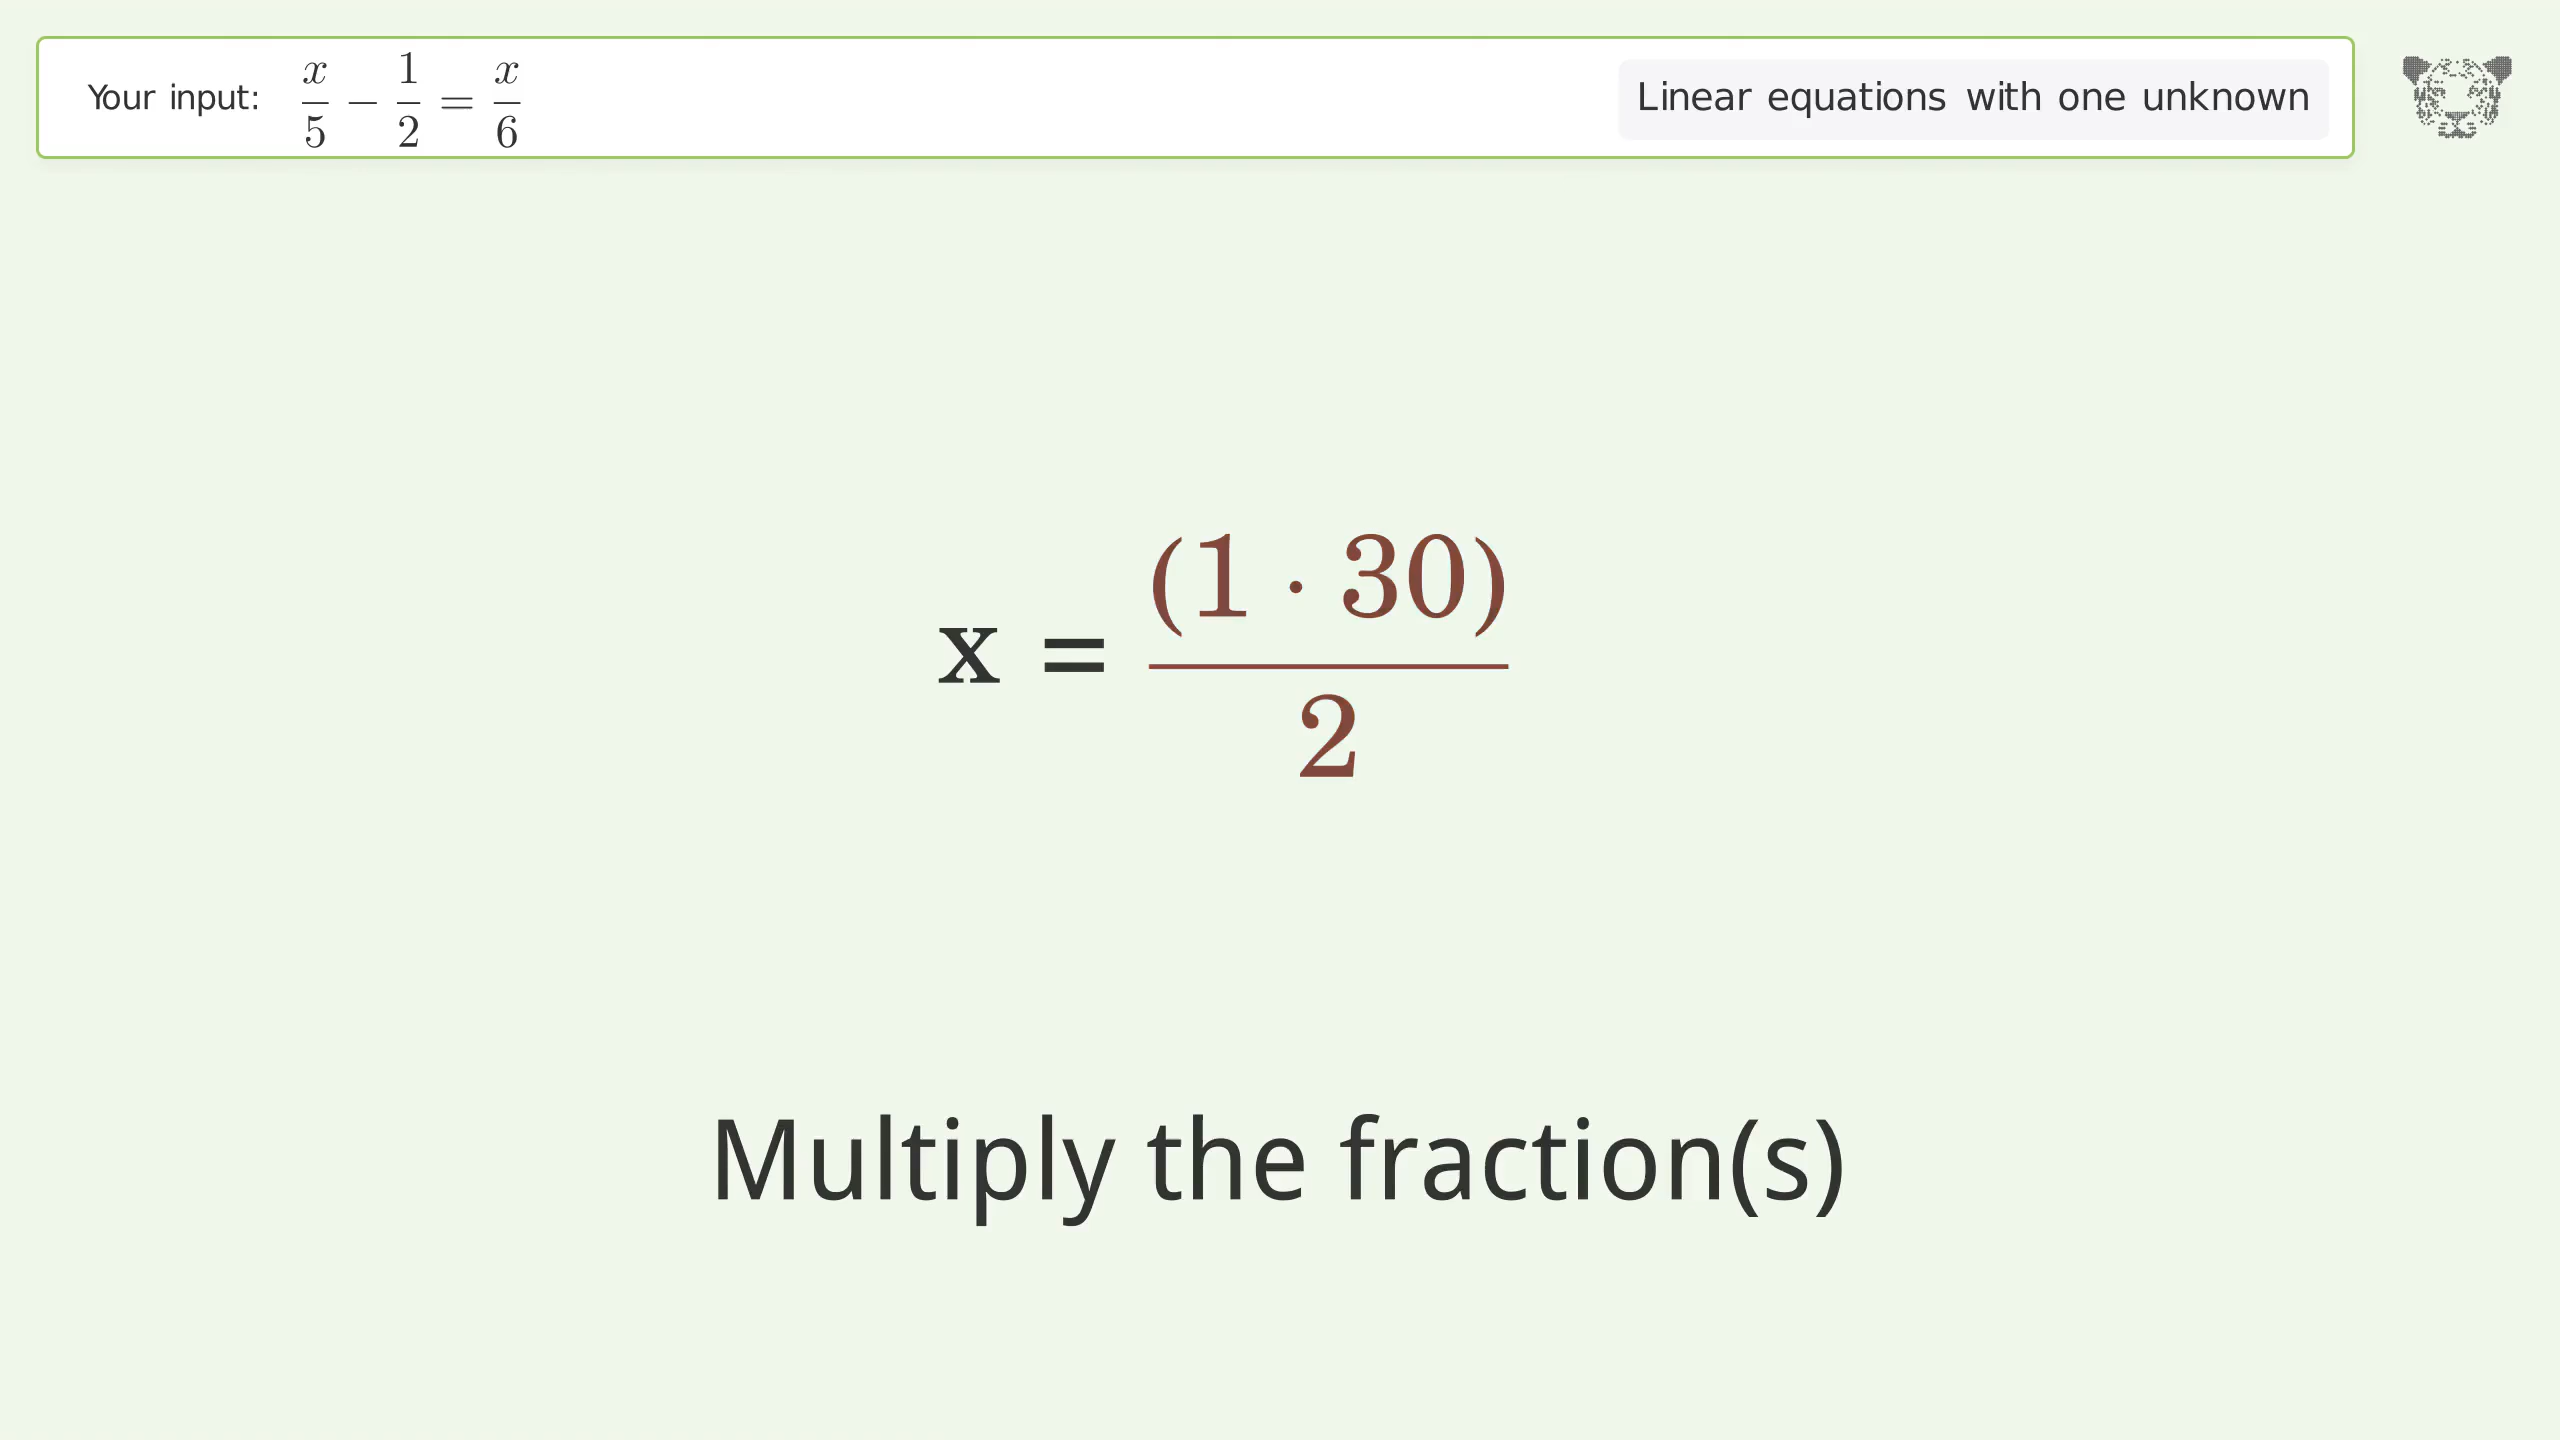 Your input: x/5 − 1/2 = x/6
Linear equations with one unknown
x = (1 · 30)/2
Multiply the fraction(s)